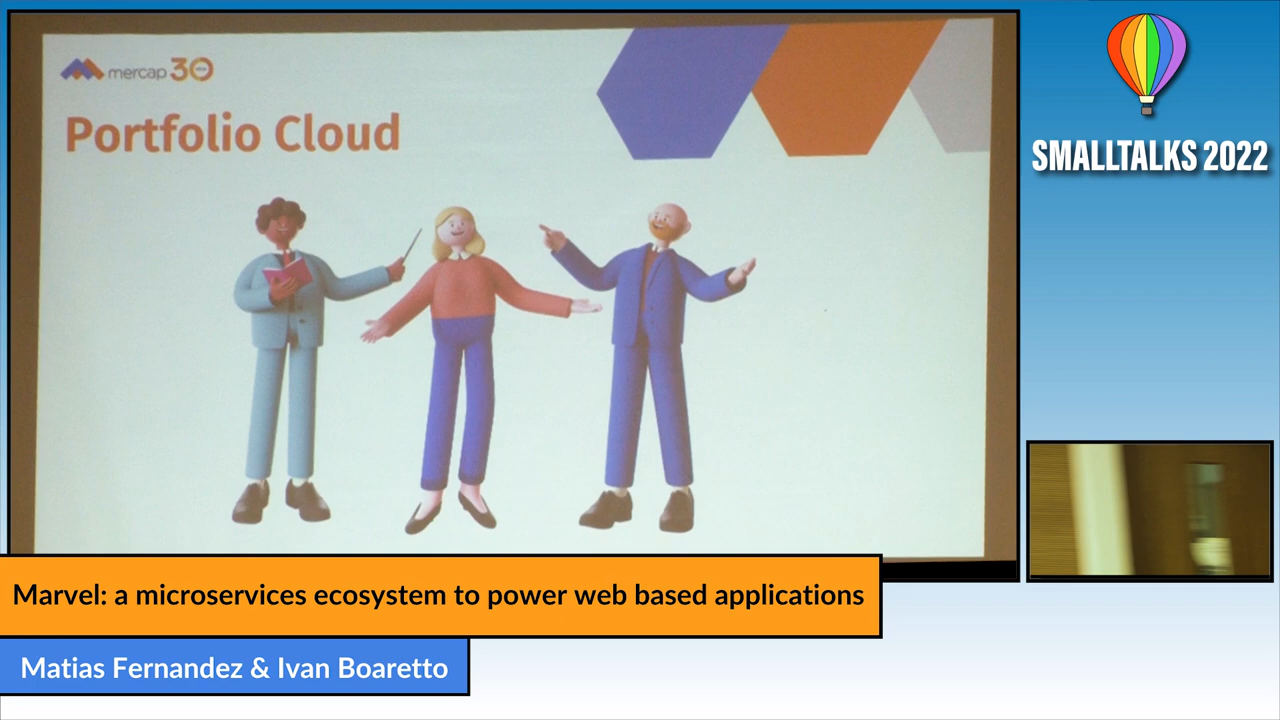 mercap 30
Portfolio Cloud
SMALLTALKS 2022
Marvel: a microservices ecosystem to power web based applications
Matias Fernandez & Ivan Boaretto